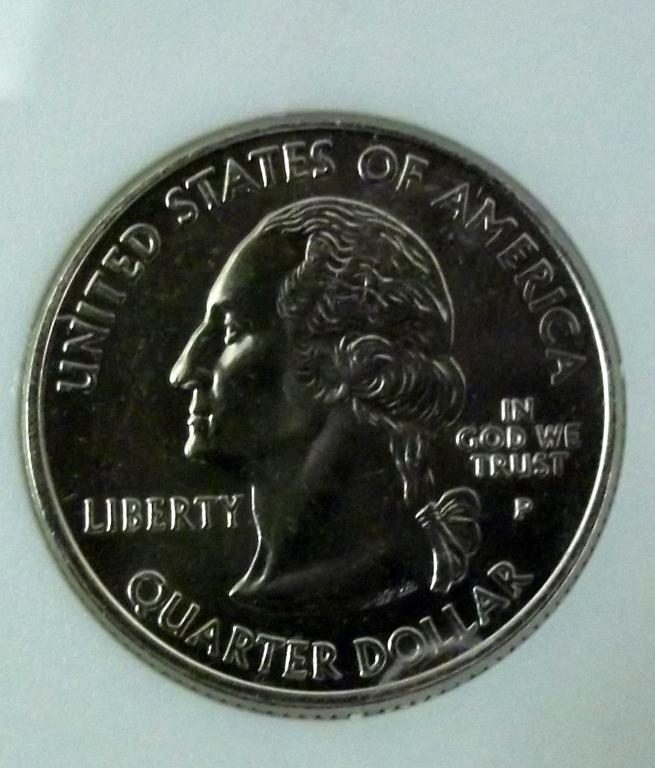 UNITED STATES OF AMERICA
IN
GOD WE
TRUST
LIBERTY
P
QUARTER DOLLAR